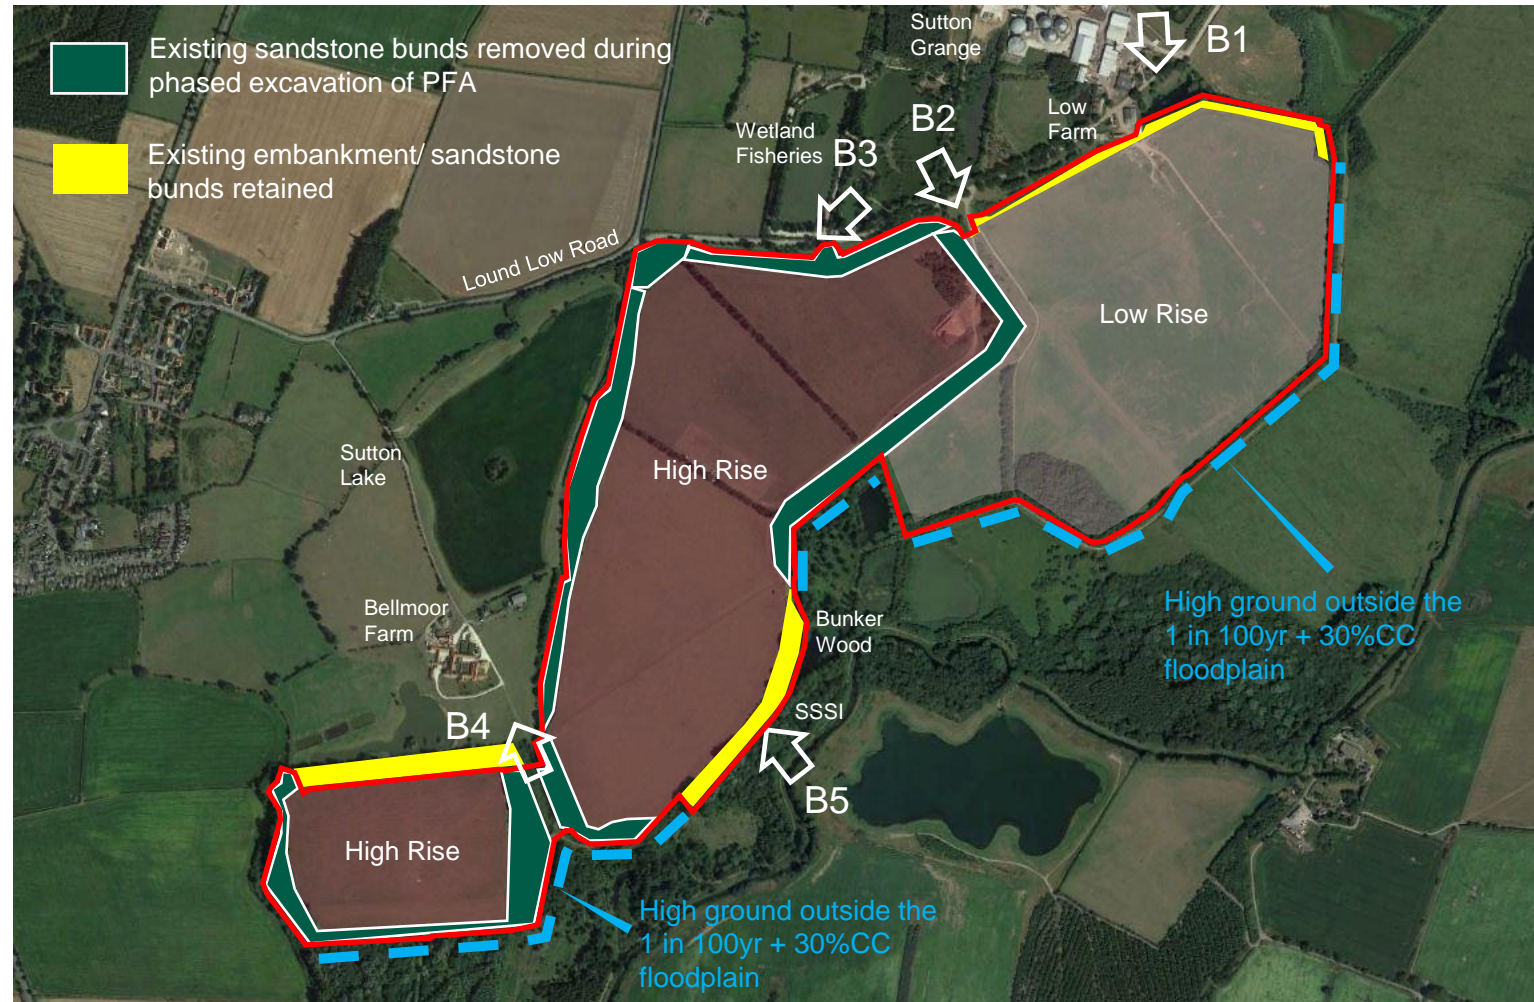 Existing sandstone bunds removed during
phased excavation of PFA
Existing embankment/ sandstone
bunds retained
Sutton
Grange
B1
Low
Farm
B2
Wetland
Fisheries
B3
Lound Low Road
Low Rise
High Rise
Sutton
Lake
Bellmoor
Farm
Bunker
Wood
High ground outside the
1 in 100yr + 30%CC
floodplain
SSSI
B4
B5
High Rise
High ground outside the
1 in 100yr + 30%CC
floodplain